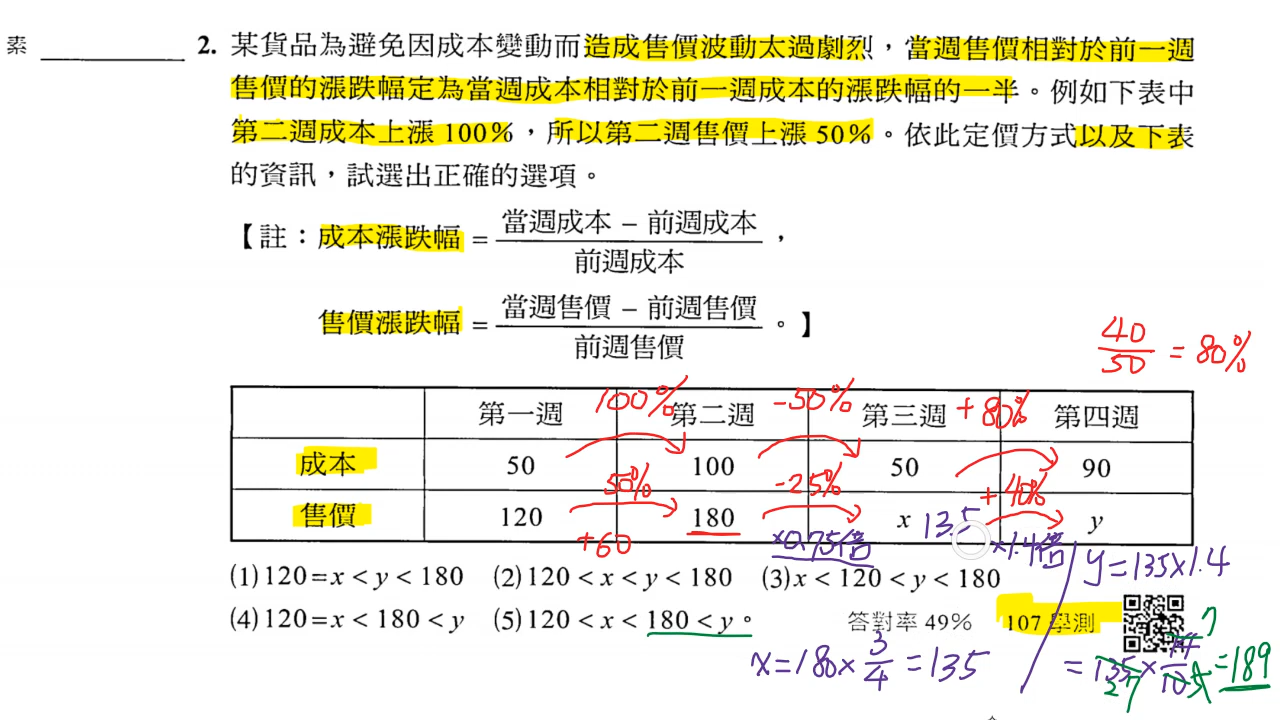 素 ________ 2. 某貨品為避免因成本變動而造成售價波動太過劇烈，當週售價相對於前一週
售價的漲跌幅定為當週成本相對於前一週成本的漲跌幅的一半。例如下表中
第二週成本上漲 100%，所以第二週售價上漲 50%。依此定價方式以及下表
的資訊，試選出正確的選項。
【註：成本漲跌幅 = 當週成本 − 前週成本 / 前週成本，
售價漲跌幅 = 當週售價 − 前週售價 / 前週售價。】
40/50 = 80%
100% -50% +80%
第一週 第二週 第三週 第四週
成本 50 100 50 90
50% -25% +40%
售價 120 180 x 135 y
+60 ×0.75倍 ×1.4倍
y=135×1.4
(1) 120=x<y<180 (2) 120<x<y<180 (3) x<120<y<180
(4) 120=x<180<y (5) 120<x<180<y。 答對率 49% 107 學測
x=180×3/4=135
=135×14/10=189
27 7 5